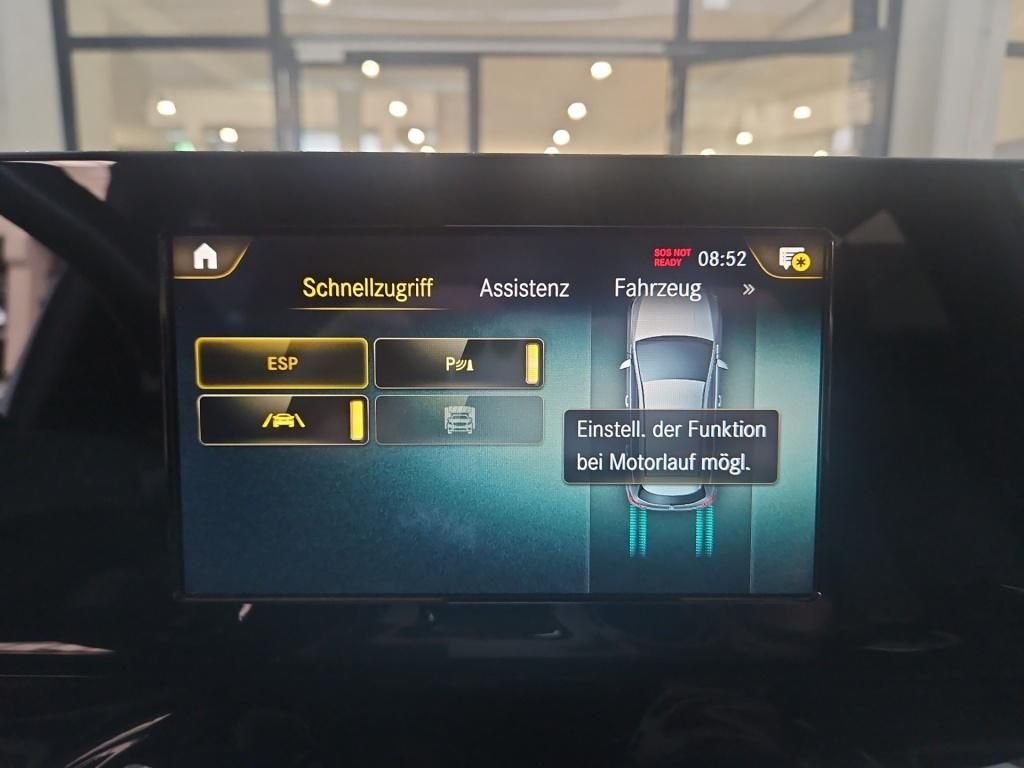 SOS NOT
READY
08:52
Schnellzugriff
Assistenz
Fahrzeug
»
ESP
P
Einstell. der Funktion
bei Motorlauf mögl.